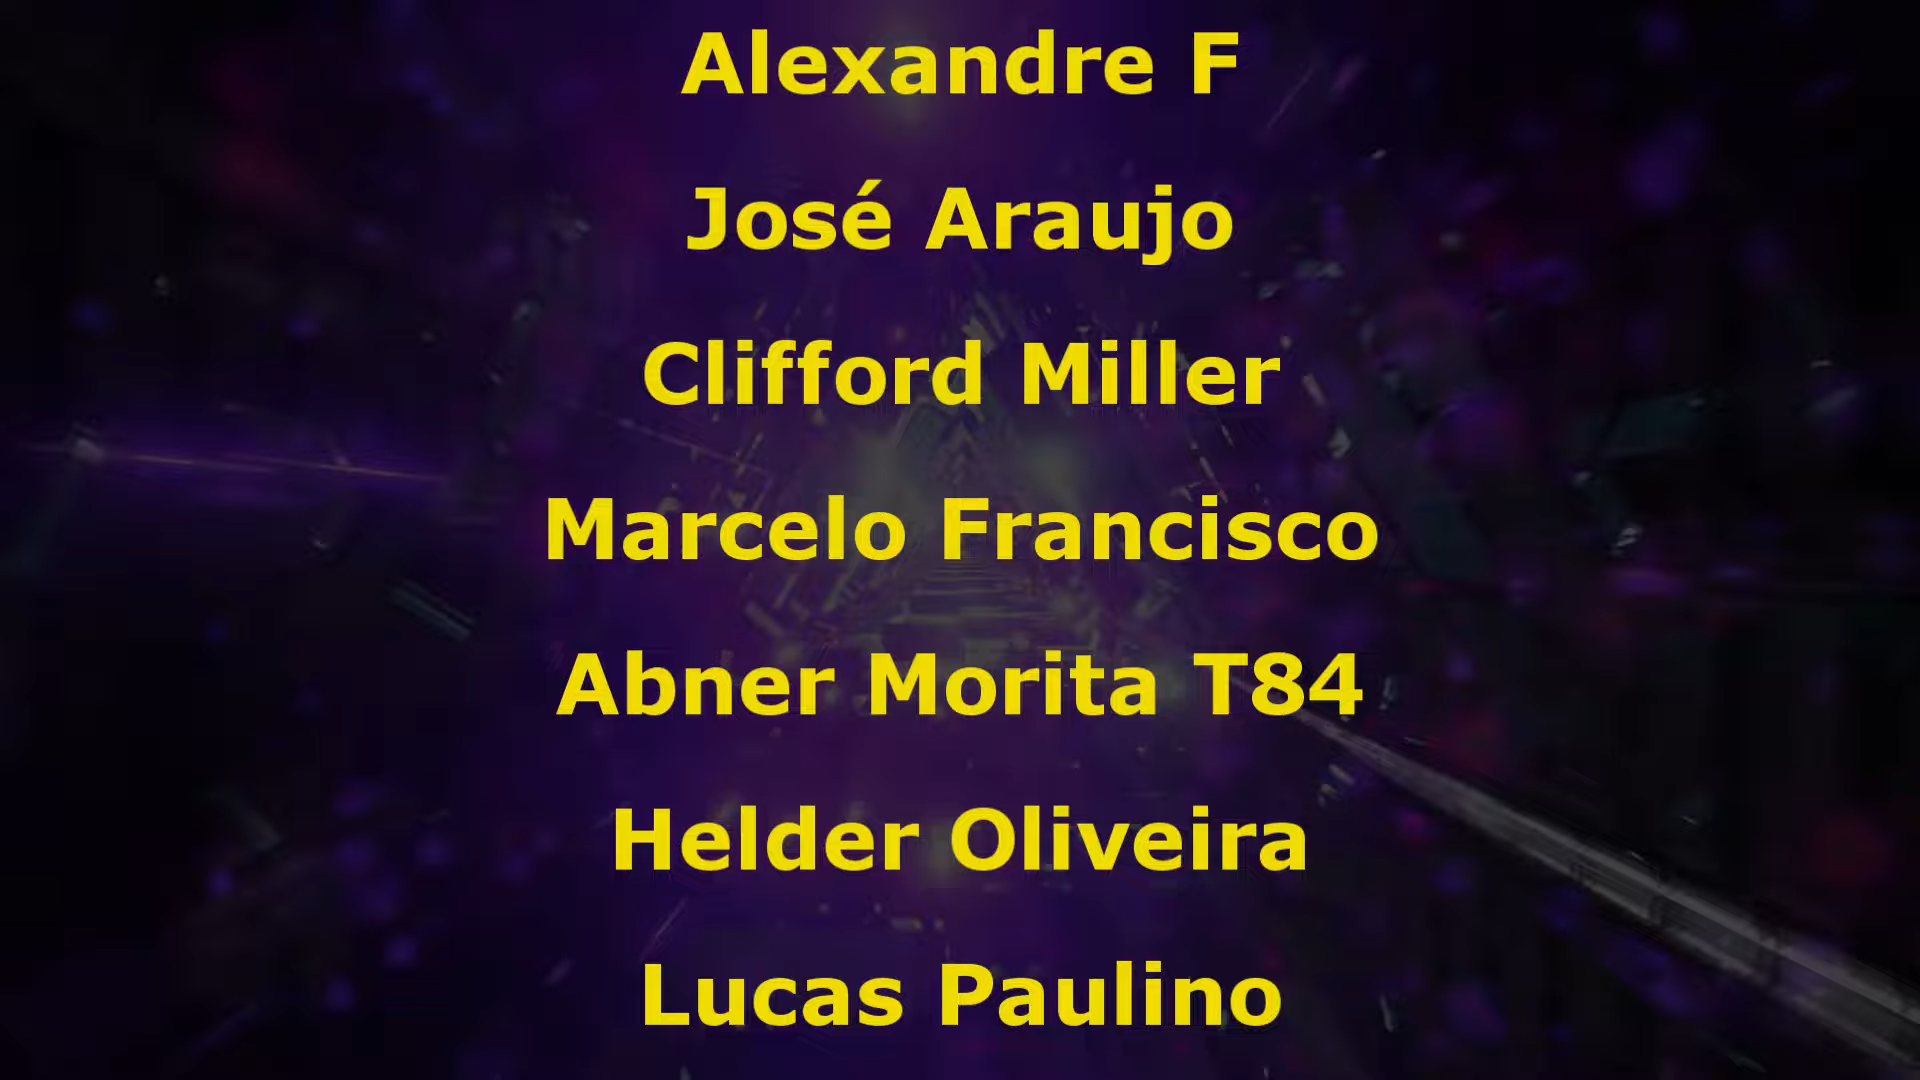 Alexandre F
José Araujo
Clifford Miller
Marcelo Francisco
Abner Morita T84
Helder Oliveira
Lucas Paulino